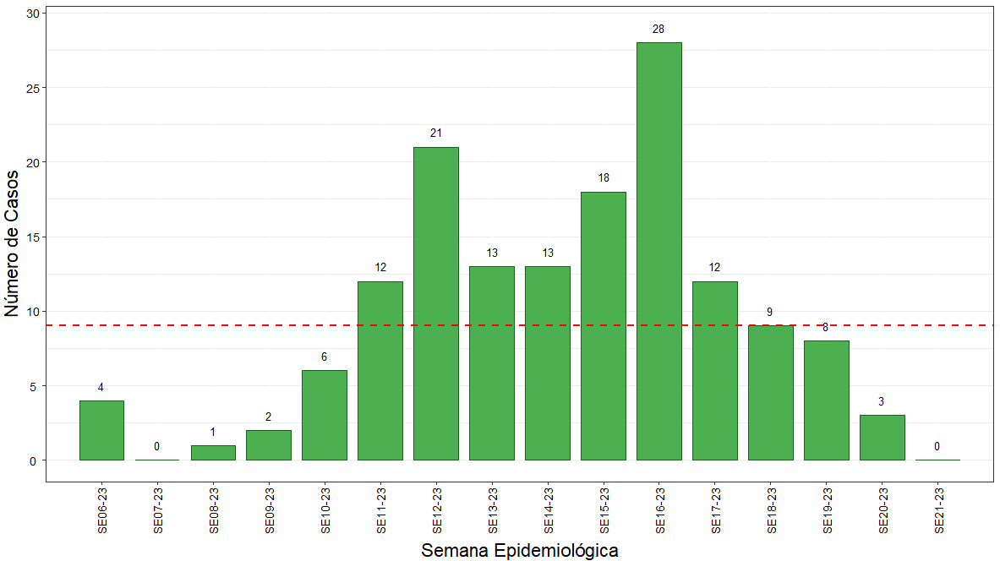 Número de Casos
30
25
20
15
10
5
0
4
0
1
2
6
12
21
13
13
18
28
12
9
8
3
0
SE06-23
SE07-23
SE08-23
SE09-23
SE10-23
SE11-23
SE12-23
SE13-23
SE14-23
SE15-23
SE16-23
SE17-23
SE18-23
SE19-23
SE20-23
SE21-23
Semana Epidemiológica